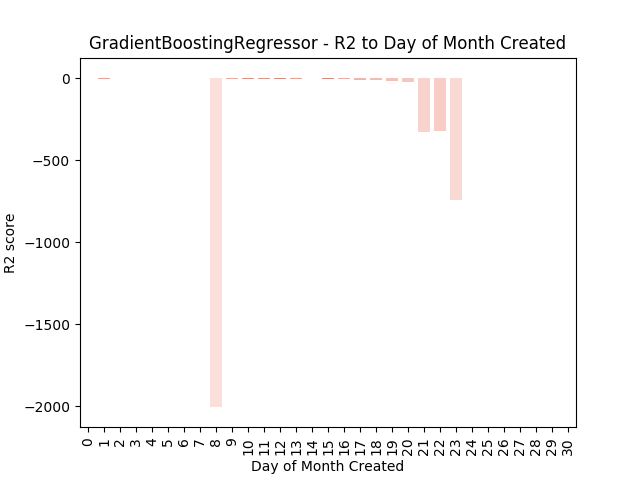 GradientBoostingRegressor - R2 to Day of Month Created
0
−500
−1000
−1500
−2000
R2 score
0 1 2 3 4 5 6 7 8 9 10 11 12 13 14 15 16 17 18 19 20 21 22 23 24 25 26 27 28 29 30
Day of Month Created